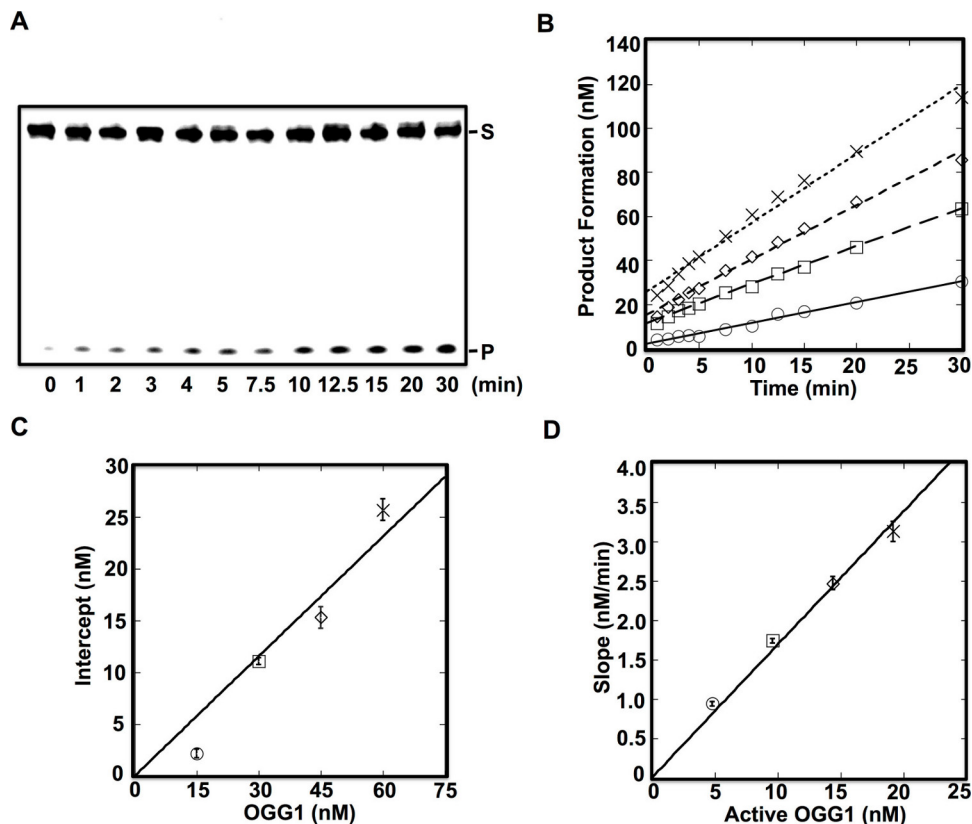 A
S
P
0 1 2 3 4 5 7.5 10 12.5 15 20 30 (min)
B
140
120
100
80
60
40
20
0
0 5 10 15 20 25 30
Product Formation (nM)
Time (min)
C
30
25
20
15
10
5
0
0 15 30 45 60 75
Intercept (nM)
OGG1 (nM)
D
4.0
3.5
3.0
2.5
2.0
1.5
1.0
0.5
0
0 5 10 15 20 25
Slope (nM/min)
Active OGG1 (nM)